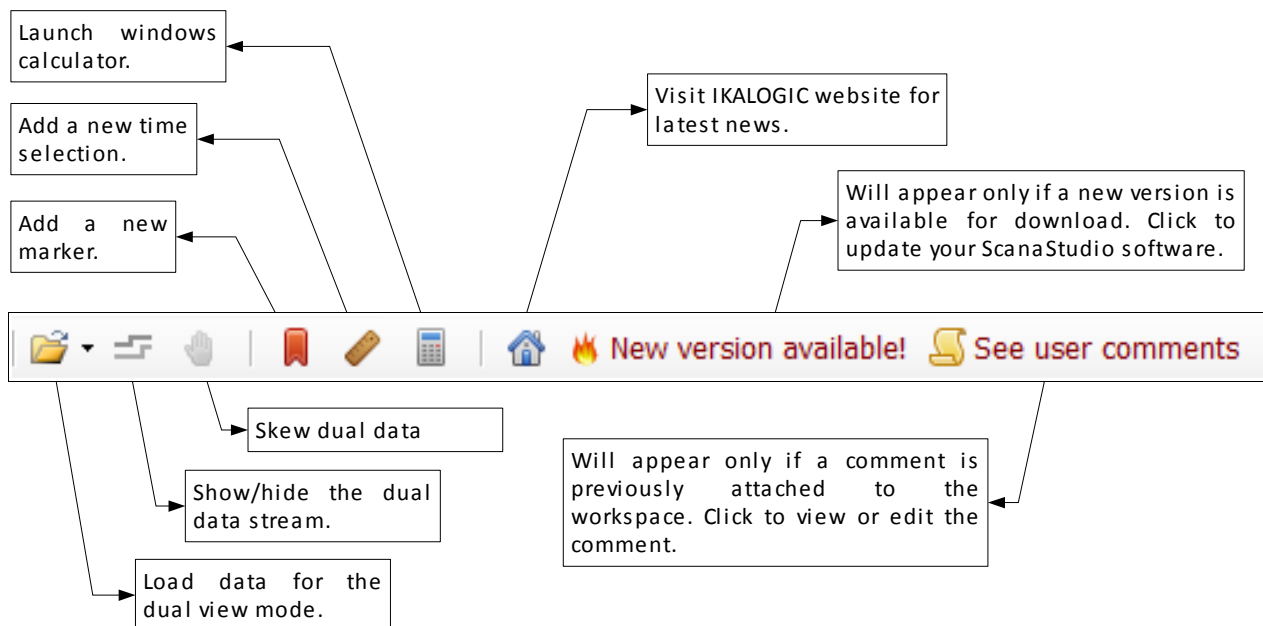 Launch windows
calculator.
Visit IKALOGIC website for
latest news.
Add a new time
selection.
Will appear only if a new version is
available for download. Click to
update your ScanaStudio software.
Add a new
marker.
New version available! See user comments
Skew dual data
Show/hide the dual
data stream.
Will appear only if a comment is
previously attached to the
workspace. Click to view or edit the
comment.
Load data for the
dual view mode.